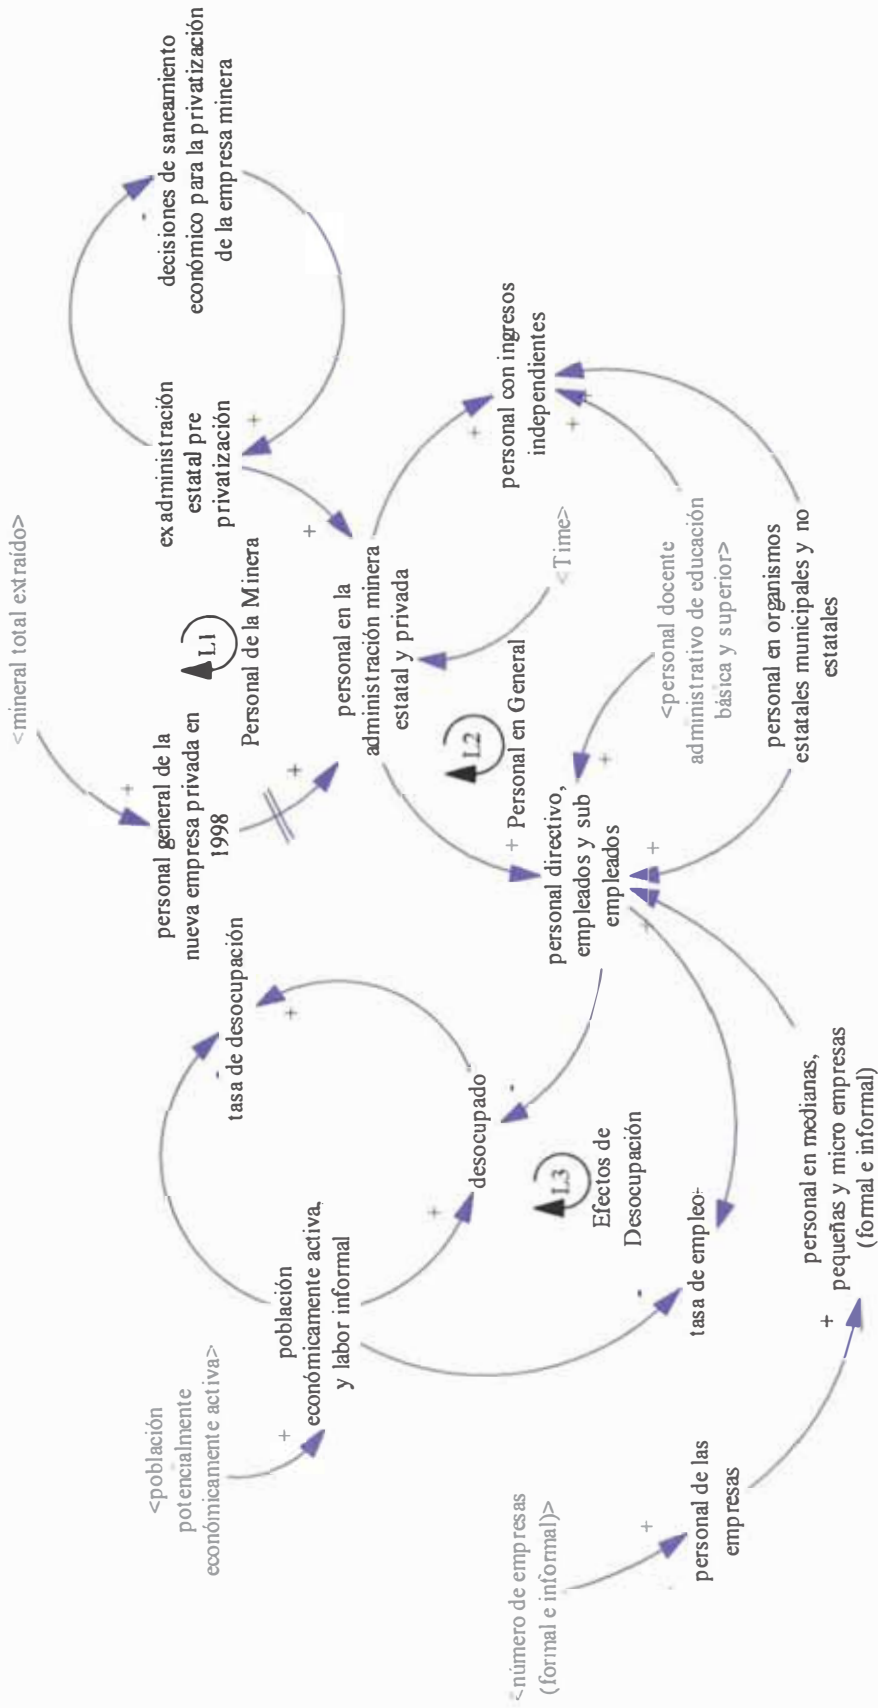 <mineral total extraído>
decisiones de saneamiento
económico para la privatización
de la empresa minera
-
exadministración
estatal pre
privatización
+
+
personal general de la
nueva empresa privada en
1998
+
+
L1
Personal de la Minera
personal en la
administración minera
estatal y privada
personal con ingresos
independientes
+
+
+
<Time>
L2
Personal en General
+
<personal docente
administrativo de educación
básica y superior>
personal en organismos
estatales municipales y no
estatales
personal directivo,
empleados y sub
empleados
+
+
+
tasa de desocupación
-
+
<población
potencialmente
económicamente activa>
+
población
económicamente activa,
y labor informal
desocupado
+
-
L3
Efectos de
Desocupación
tasa de empleo
+
-
<número de empresas
(formal e informal)>
+
personal de las
empresas
+
personal en medianas,
pequeñas y micro empresas
(formal e informal)